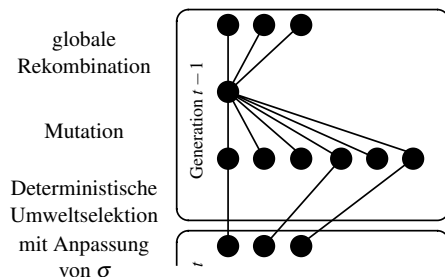 globale
Rekombination
Mutation
Deterministische
Umweltselektion
mit Anpassung
von σ
Generation t − 1
t